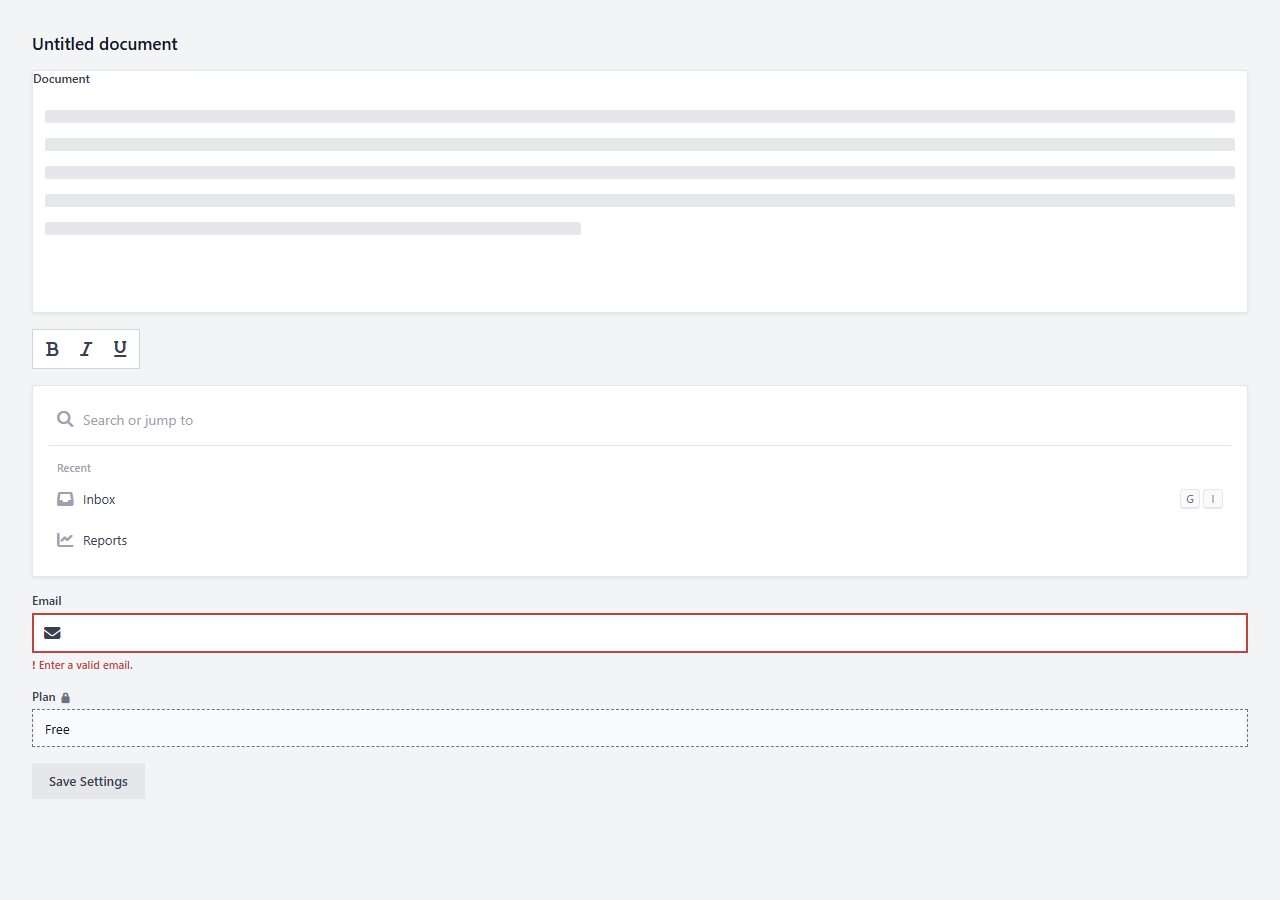 Untitled document
Document
B I U
Search or jump to
Recent
Inbox G I
Reports
Email
! Enter a valid email.
Plan
Free
Save Settings